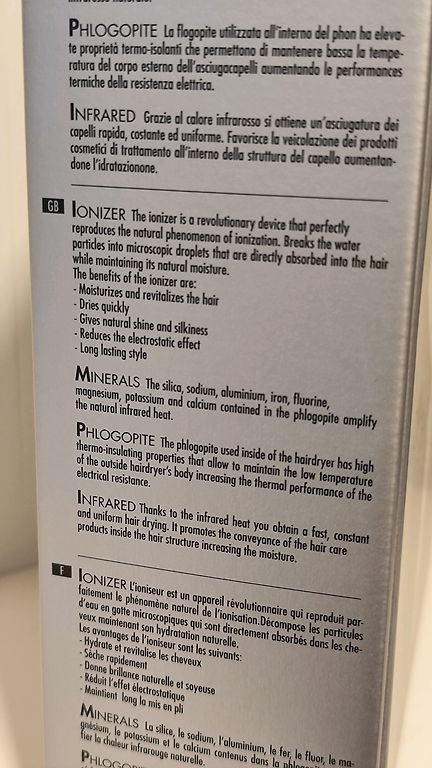 PHLOGOPITE La flogopite utilizzata all'interno del phon ha eleva-
te proprietà termo-isolanti che permettono di mantenere bassa la tempe-
ratura del corpo esterno dell'asciugacapelli aumentando le performances
termiche della resistenza elettrica.
INFRARED Grazie al calore infrarosso si ottiene un'asciugatura dei
capelli rapida, costante ed uniforme. Favorisce la veicolazione dei prodotti
cosmetici di trattamento all'interno della struttura del capello aumentan-
done l'idratazionone.
GB IONIZER The ionizer is a revolutionary device that perfectly
reproduces the natural phenomenon of ionization. Breaks the water
particles into microscopic droplets that are directly absorbed into the hair
while maintaining its natural moisture.
The benefits of the ionizer are:
- Moisturizes and revitalizes the hair
- Dries quickly
- Gives natural shine and silkiness
- Reduces the electrostatic effect
- Long lasting style
MINERALS The silica, sodium, aluminium, iron, fluorine,
magnesium, potassium and calcium contained in the phlogopite amplify
the natural infrared heat.
PHLOGOPITE The phlogopite used inside of the hairdryer has high
thermo-insulating properties that allow to maintain the low temperature
of the outside hairdryer's body increasing the thermal performance of the
electrical resistance.
INFRARED Thanks to the infrared heat you obtain a fast, constant
and uniform hair drying. It promotes the conveyance of the hair care
products inside the hair structure increasing the moisture.
F IONIZER L'ioniseur est un appareil révolutionnaire qui reproduit par-
faitement le phénomène naturel de l'ionisation.Décompose les particules
d'eau en gotte microscopiques qui sont directement absorbés dans les che-
veux maintenant son hydratation naturelle.
Les avantages de l'ioniseur sont les suivants:
- Hydrate et revitalise les cheveux
- Sèche rapidement
- Donne brillance naturelle et soyeuse
- Réduit l'effet électrostatique
- Maintient long la mis en pli
MINERALS La silice, le sodium, l'aluminium, le fer, le fluor, le ma-
gnésium, le potassium et le calcium contenus dans la
fier la chaleur infrarouge naturelle.